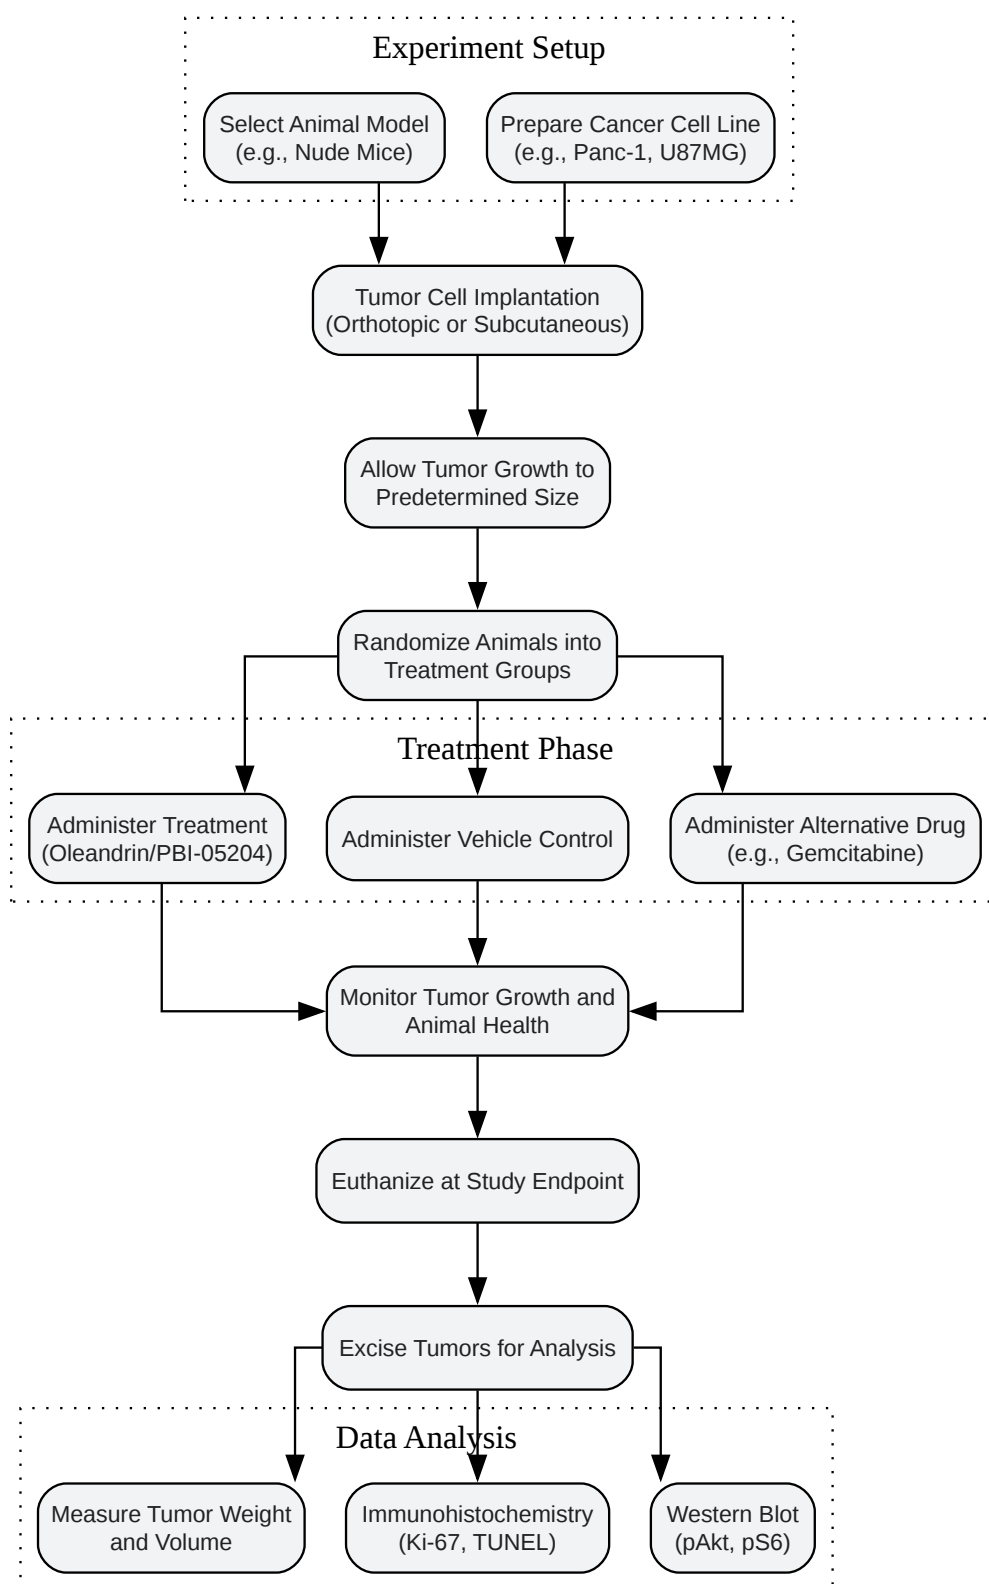 Experiment Setup
Select Animal Model
(e.g., Nude Mice)
Prepare Cancer Cell Line
(e.g., Panc-1, U87MG)
Tumor Cell Implantation
(Orthotopic or Subcutaneous)
Allow Tumor Growth to
Predetermined Size
Randomize Animals into
Treatment Groups
Treatment Phase
Administer Treatment
(Oleandrin/PBI-05204)
Administer Vehicle Control
Administer Alternative Drug
(e.g., Gemcitabine)
Monitor Tumor Growth and
Animal Health
Euthanize at Study Endpoint
Excise Tumors for Analysis
Data Analysis
Measure Tumor Weight
and Volume
Immunohistochemistry
(Ki-67, TUNEL)
Western Blot
(pAkt, pS6)